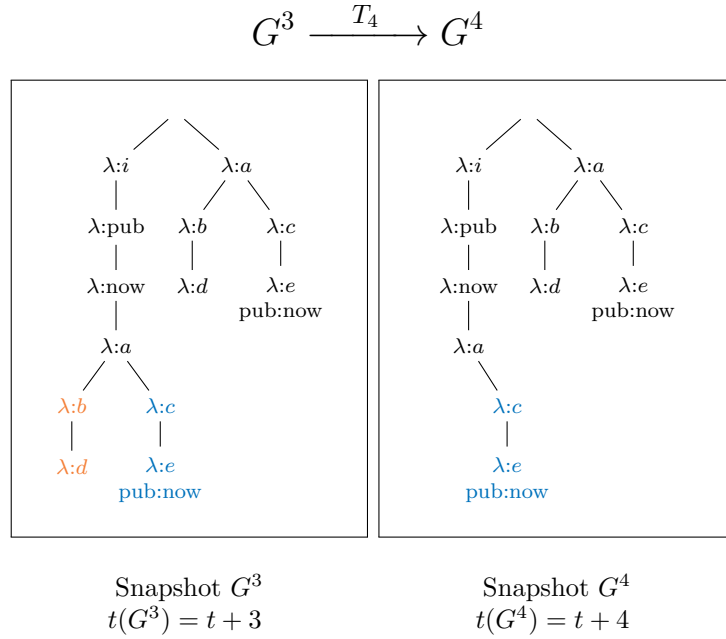 G³ T₄ G⁴
λ:i λ:a
λ:pub λ:b λ:c
λ:now λ:d λ:e
pub:now
λ:a
λ:b λ:c
λ:d λ:e
pub:now
Snapshot G³
t(G³) = t + 3
λ:i λ:a
λ:pub λ:b λ:c
λ:now λ:d λ:e
pub:now
λ:a
λ:c
λ:e
pub:now
Snapshot G⁴
t(G⁴) = t + 4